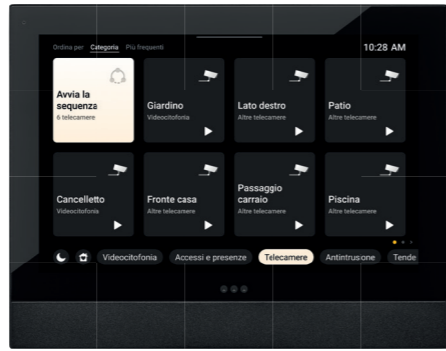 Ordina per Categoria Più frequenti
10:28 AM
Avvia la
sequenza
6 telecamere
Giardino
Videocitofonia
Lato destro
Altre telecamere
Patio
Altre telecamere
Cancelletto
Videocitofonia
Fronte casa
Altre telecamere
Passaggio
carraio
Altre telecamere
Piscina
Altre telecamere
Videocitofonia
Accessi e presenze
Telecamere
Antintrusione
Tende